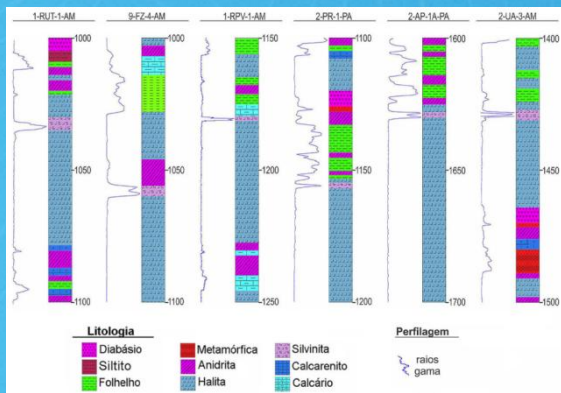 1-RUT-1-AM 9-FZ-4-AM 1-RPV-1-AM 2-PR-1-PA 2-AP-1A-PA 2-UA-3-AM
1000 1000 1150 1100 1600 1400
1050 1050 1200 1150 1650 1450
1100 1100 1250 1200 1700 1500
Litologia
Diabásio
Siltito
Folhelho
Metamórfica
Anidrita
Halita
Silvinita
Calcarenito
Calcário
Perfilagem
raios
gama